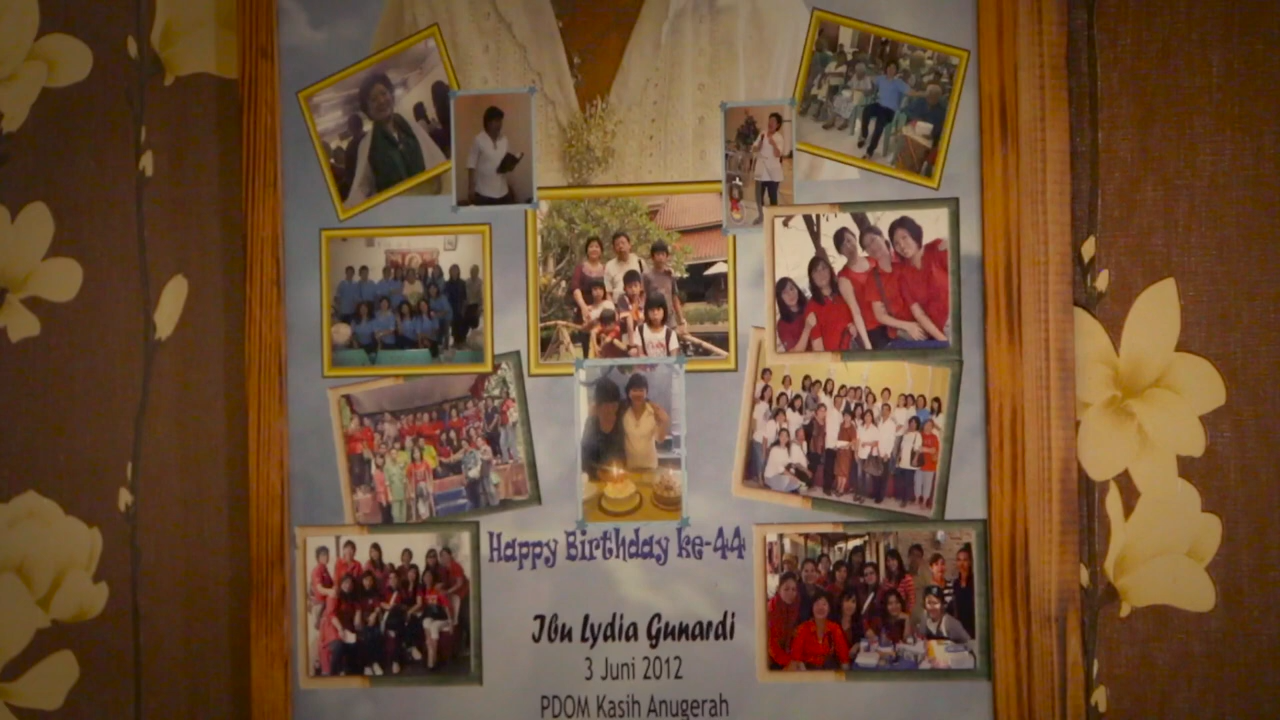 Happy Birthday ke-44
Ibu Lydia Gunardi
3 Juni 2012
PDOM Kasih Anugerah